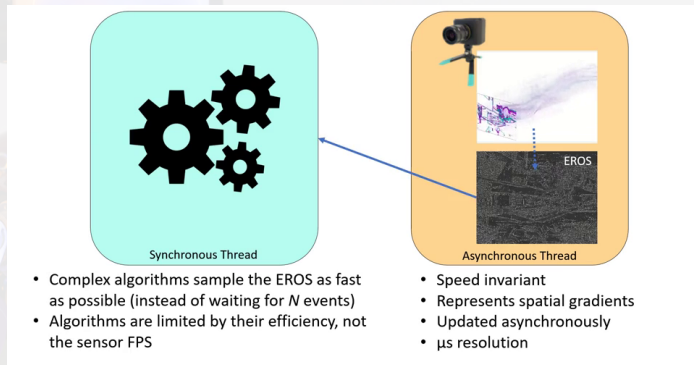 EROS
Synchronous Thread
Asynchronous Thread
• Complex algorithms sample the EROS as fast
as possible (instead of waiting for N events)
• Algorithms are limited by their efficiency, not
the sensor FPS
• Speed invariant
• Represents spatial gradients
• Updated asynchronously
• µs resolution